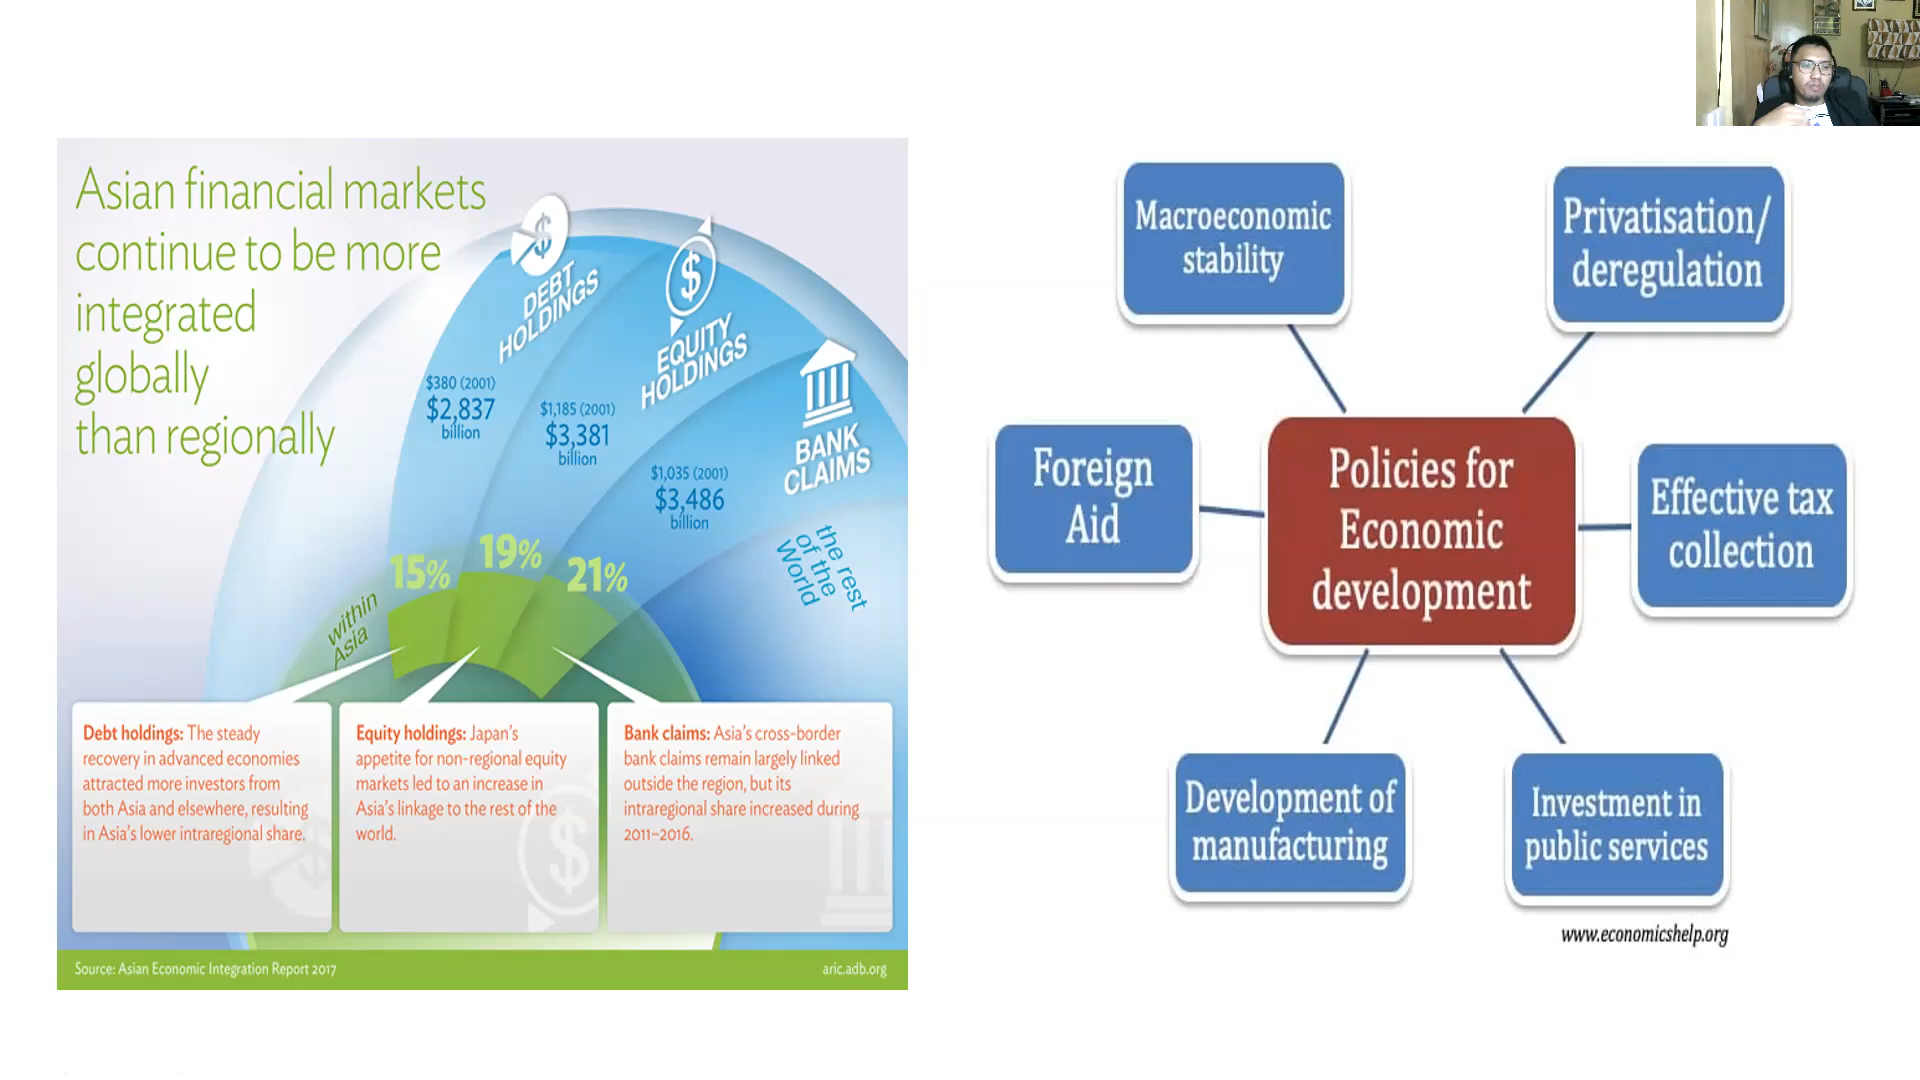 Asian financial markets
continue to be more
integrated
globally
than regionally
DEBT
HOLDINGS
EQUITY
HOLDINGS
BANK
CLAIMS
$380 (2001)
$2,837
billion
$1,185 (2001)
$3,381
billion
$1,035 (2001)
$3,486
billion
the rest
of the
World
15%
19%
21%
within
Asia
Debt holdings: The steady
recovery in advanced economies
attracted more investors from
both Asia and elsewhere, resulting
in Asia's lower intraregional share.
Equity holdings: Japan's
appetite for non-regional equity
markets led to an increase in
Asia's linkage to the rest of the
world.
Bank claims: Asia's cross-border
bank claims remain largely linked
outside the region, but its
intraregional share increased during
2011–2016.
Source: Asian Economic Integration Report 2017
aric.adb.org
Macroeconomic
stability
Privatisation/
deregulation
Foreign
Aid
Policies for
Economic
development
Effective tax
collection
Development of
manufacturing
Investment in
public services
www.economicshelp.org